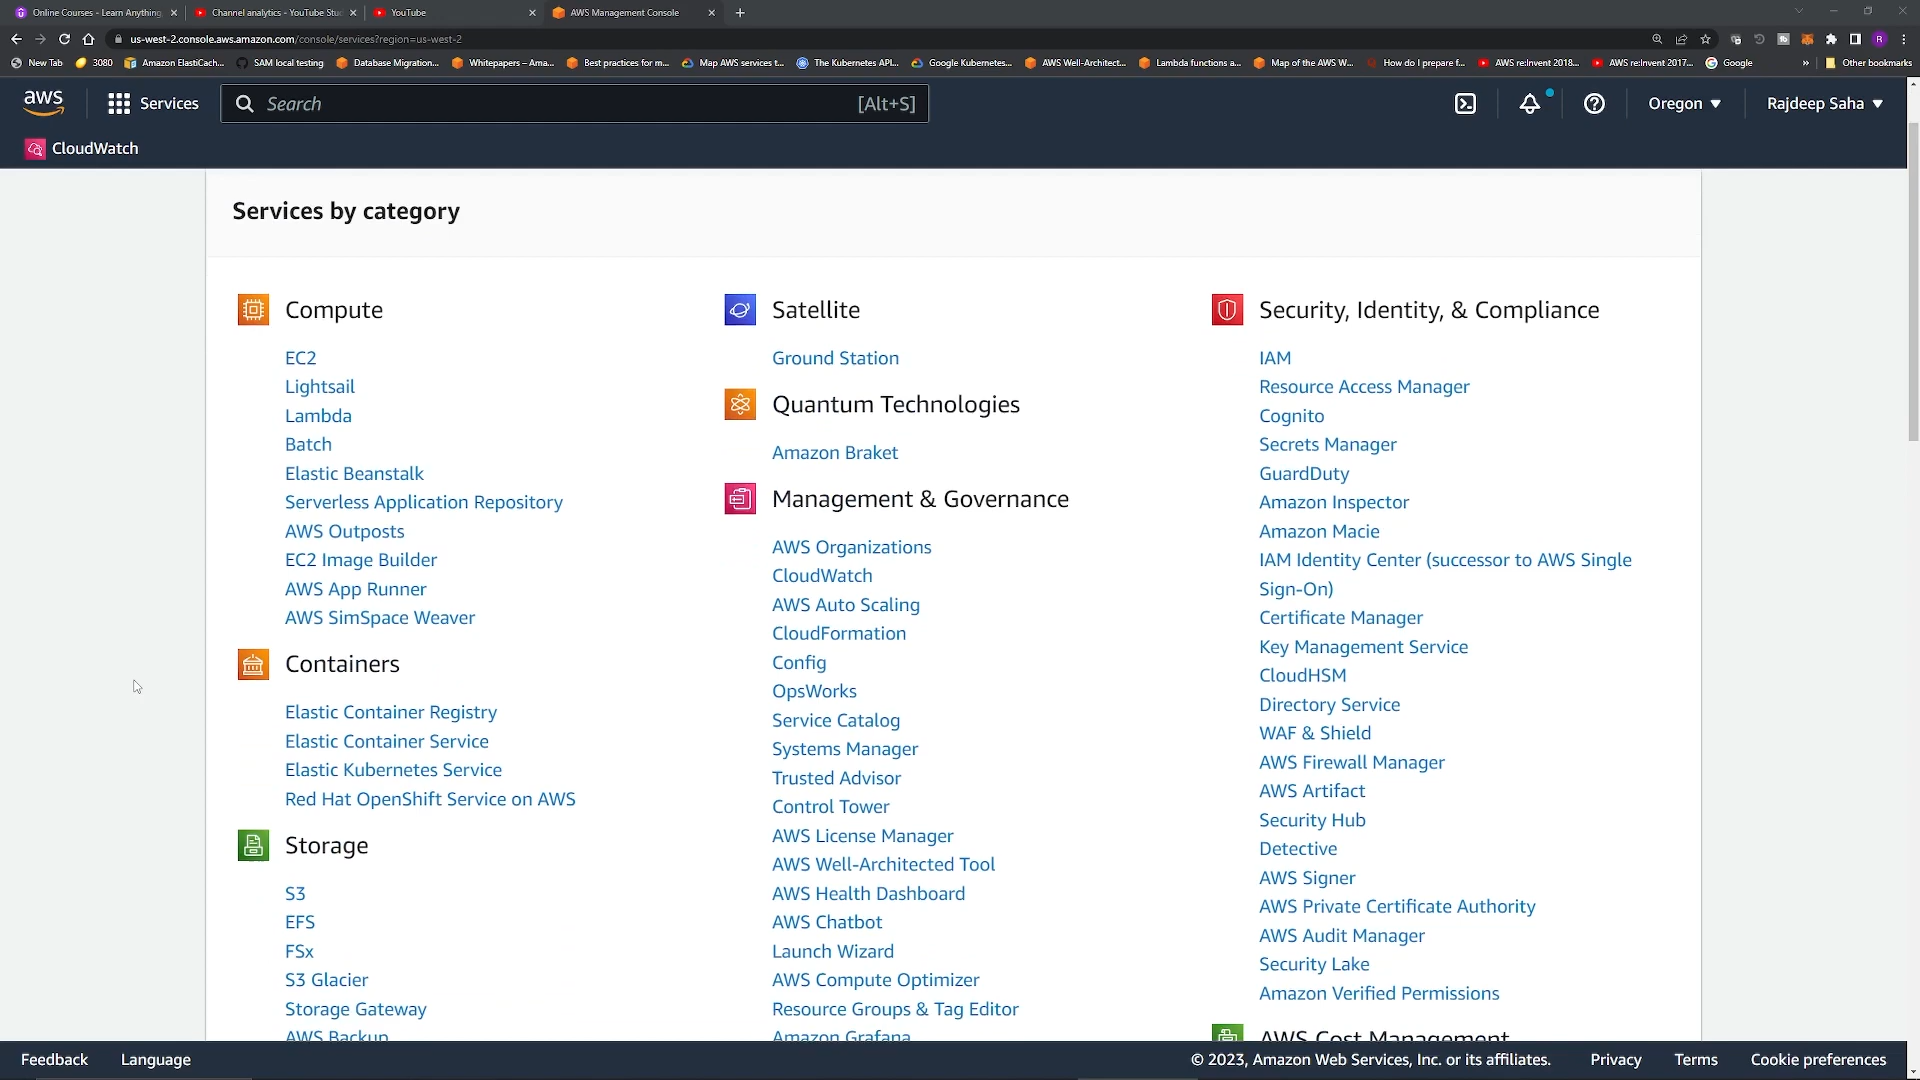 Online Courses - Learn Anything
Channel analytics - YouTube Stu
YouTube
AWS Management Console
us-west-2.console.aws.amazon.com/console/services?region=us-west-2
New Tab
3080
Amazon ElastiCach...
SAM local testing
Database Migration...
Whitepapers – Ama...
Best practices for m...
Map AWS services t...
The Kubernetes API...
Google Kubernetes...
AWS Well-Architect...
Lambda functions a...
Map of the AWS W...
How do I prepare f...
AWS re:Invent 2018...
AWS re:Invent 2017...
Google
»
Other bookmarks
aws
Services
Search
[Alt+S]
Oregon
Rajdeep Saha
CloudWatch
Services by category
Compute
EC2
Lightsail
Lambda
Batch
Elastic Beanstalk
Serverless Application Repository
AWS Outposts
EC2 Image Builder
AWS App Runner
AWS SimSpace Weaver
Containers
Elastic Container Registry
Elastic Container Service
Elastic Kubernetes Service
Red Hat OpenShift Service on AWS
Storage
S3
EFS
FSx
S3 Glacier
Storage Gateway
AWS Backup
Satellite
Ground Station
Quantum Technologies
Amazon Braket
Management & Governance
AWS Organizations
CloudWatch
AWS Auto Scaling
CloudFormation
Config
OpsWorks
Service Catalog
Systems Manager
Trusted Advisor
Control Tower
AWS License Manager
AWS Well-Architected Tool
AWS Health Dashboard
AWS Chatbot
Launch Wizard
AWS Compute Optimizer
Resource Groups & Tag Editor
Amazon Grafana
Security, Identity, & Compliance
IAM
Resource Access Manager
Cognito
Secrets Manager
GuardDuty
Amazon Inspector
Amazon Macie
IAM Identity Center (successor to AWS Single
Sign-On)
Certificate Manager
Key Management Service
CloudHSM
Directory Service
WAF & Shield
AWS Firewall Manager
AWS Artifact
Security Hub
Detective
AWS Signer
AWS Private Certificate Authority
AWS Audit Manager
Security Lake
Amazon Verified Permissions
AWS Cost Management
Feedback
Language
© 2023, Amazon Web Services, Inc. or its affiliates.
Privacy
Terms
Cookie preferences